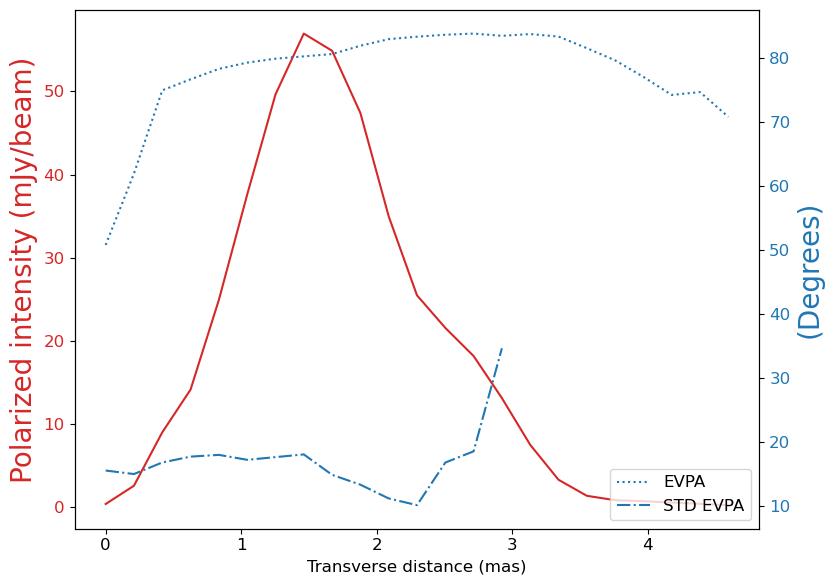 Polarized intensity (mJy/beam)
50
40
30
20
10
0
80
70
60
50
40
30
20
10
(Degrees)
EVPA
STD EVPA
0 1 2 3 4
Transverse distance (mas)